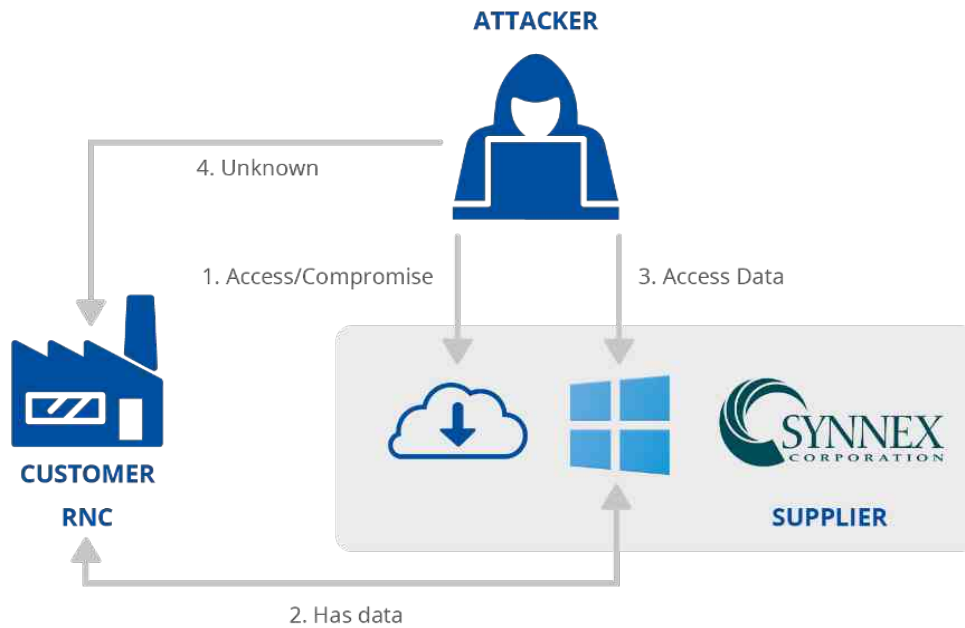 ATTACKER
4. Unknown
1. Access/Compromise
3. Access Data
SYNNEX
CORPORATION
CUSTOMER
RNC
SUPPLIER
2. Has data